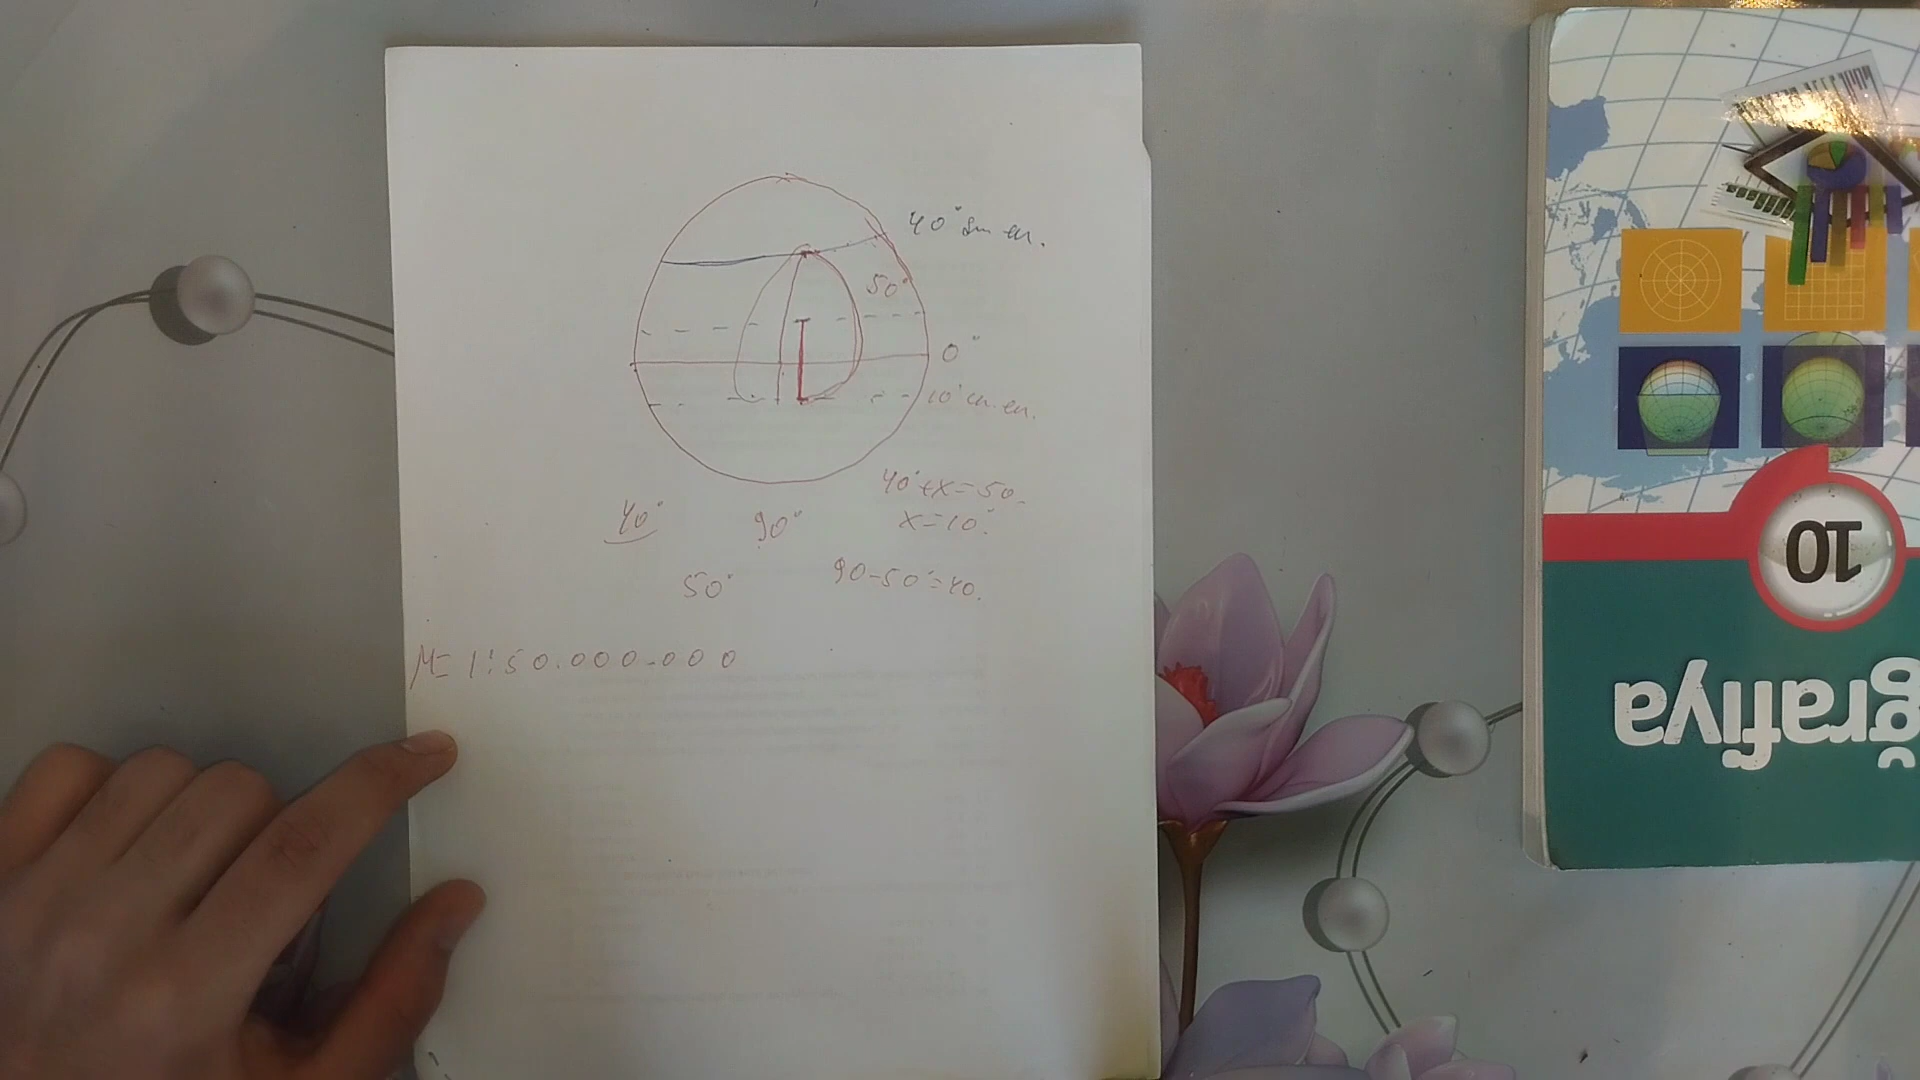 40° şm en.
50°
0°
10° cn. en.
40°+x=50
x=10°.
40°
90°
50°
90-50°=40.
M= 1:50.000.000
10
ğrafiya